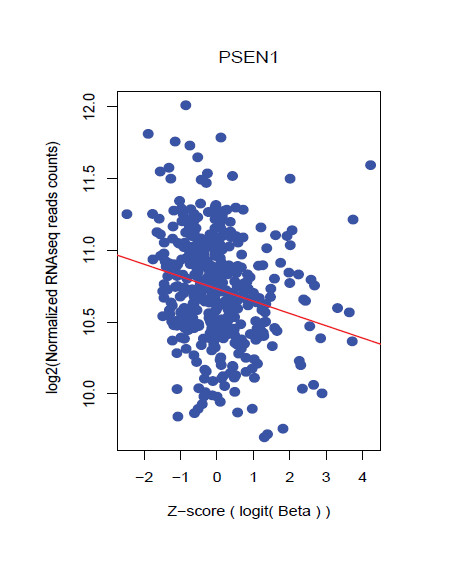 PSEN1
log2(Normalized RNAseq reads counts)
12.0
11.5
11.0
10.5
10.0
−2 −1 0 1 2 3 4
Z−score ( logit( Beta ) )